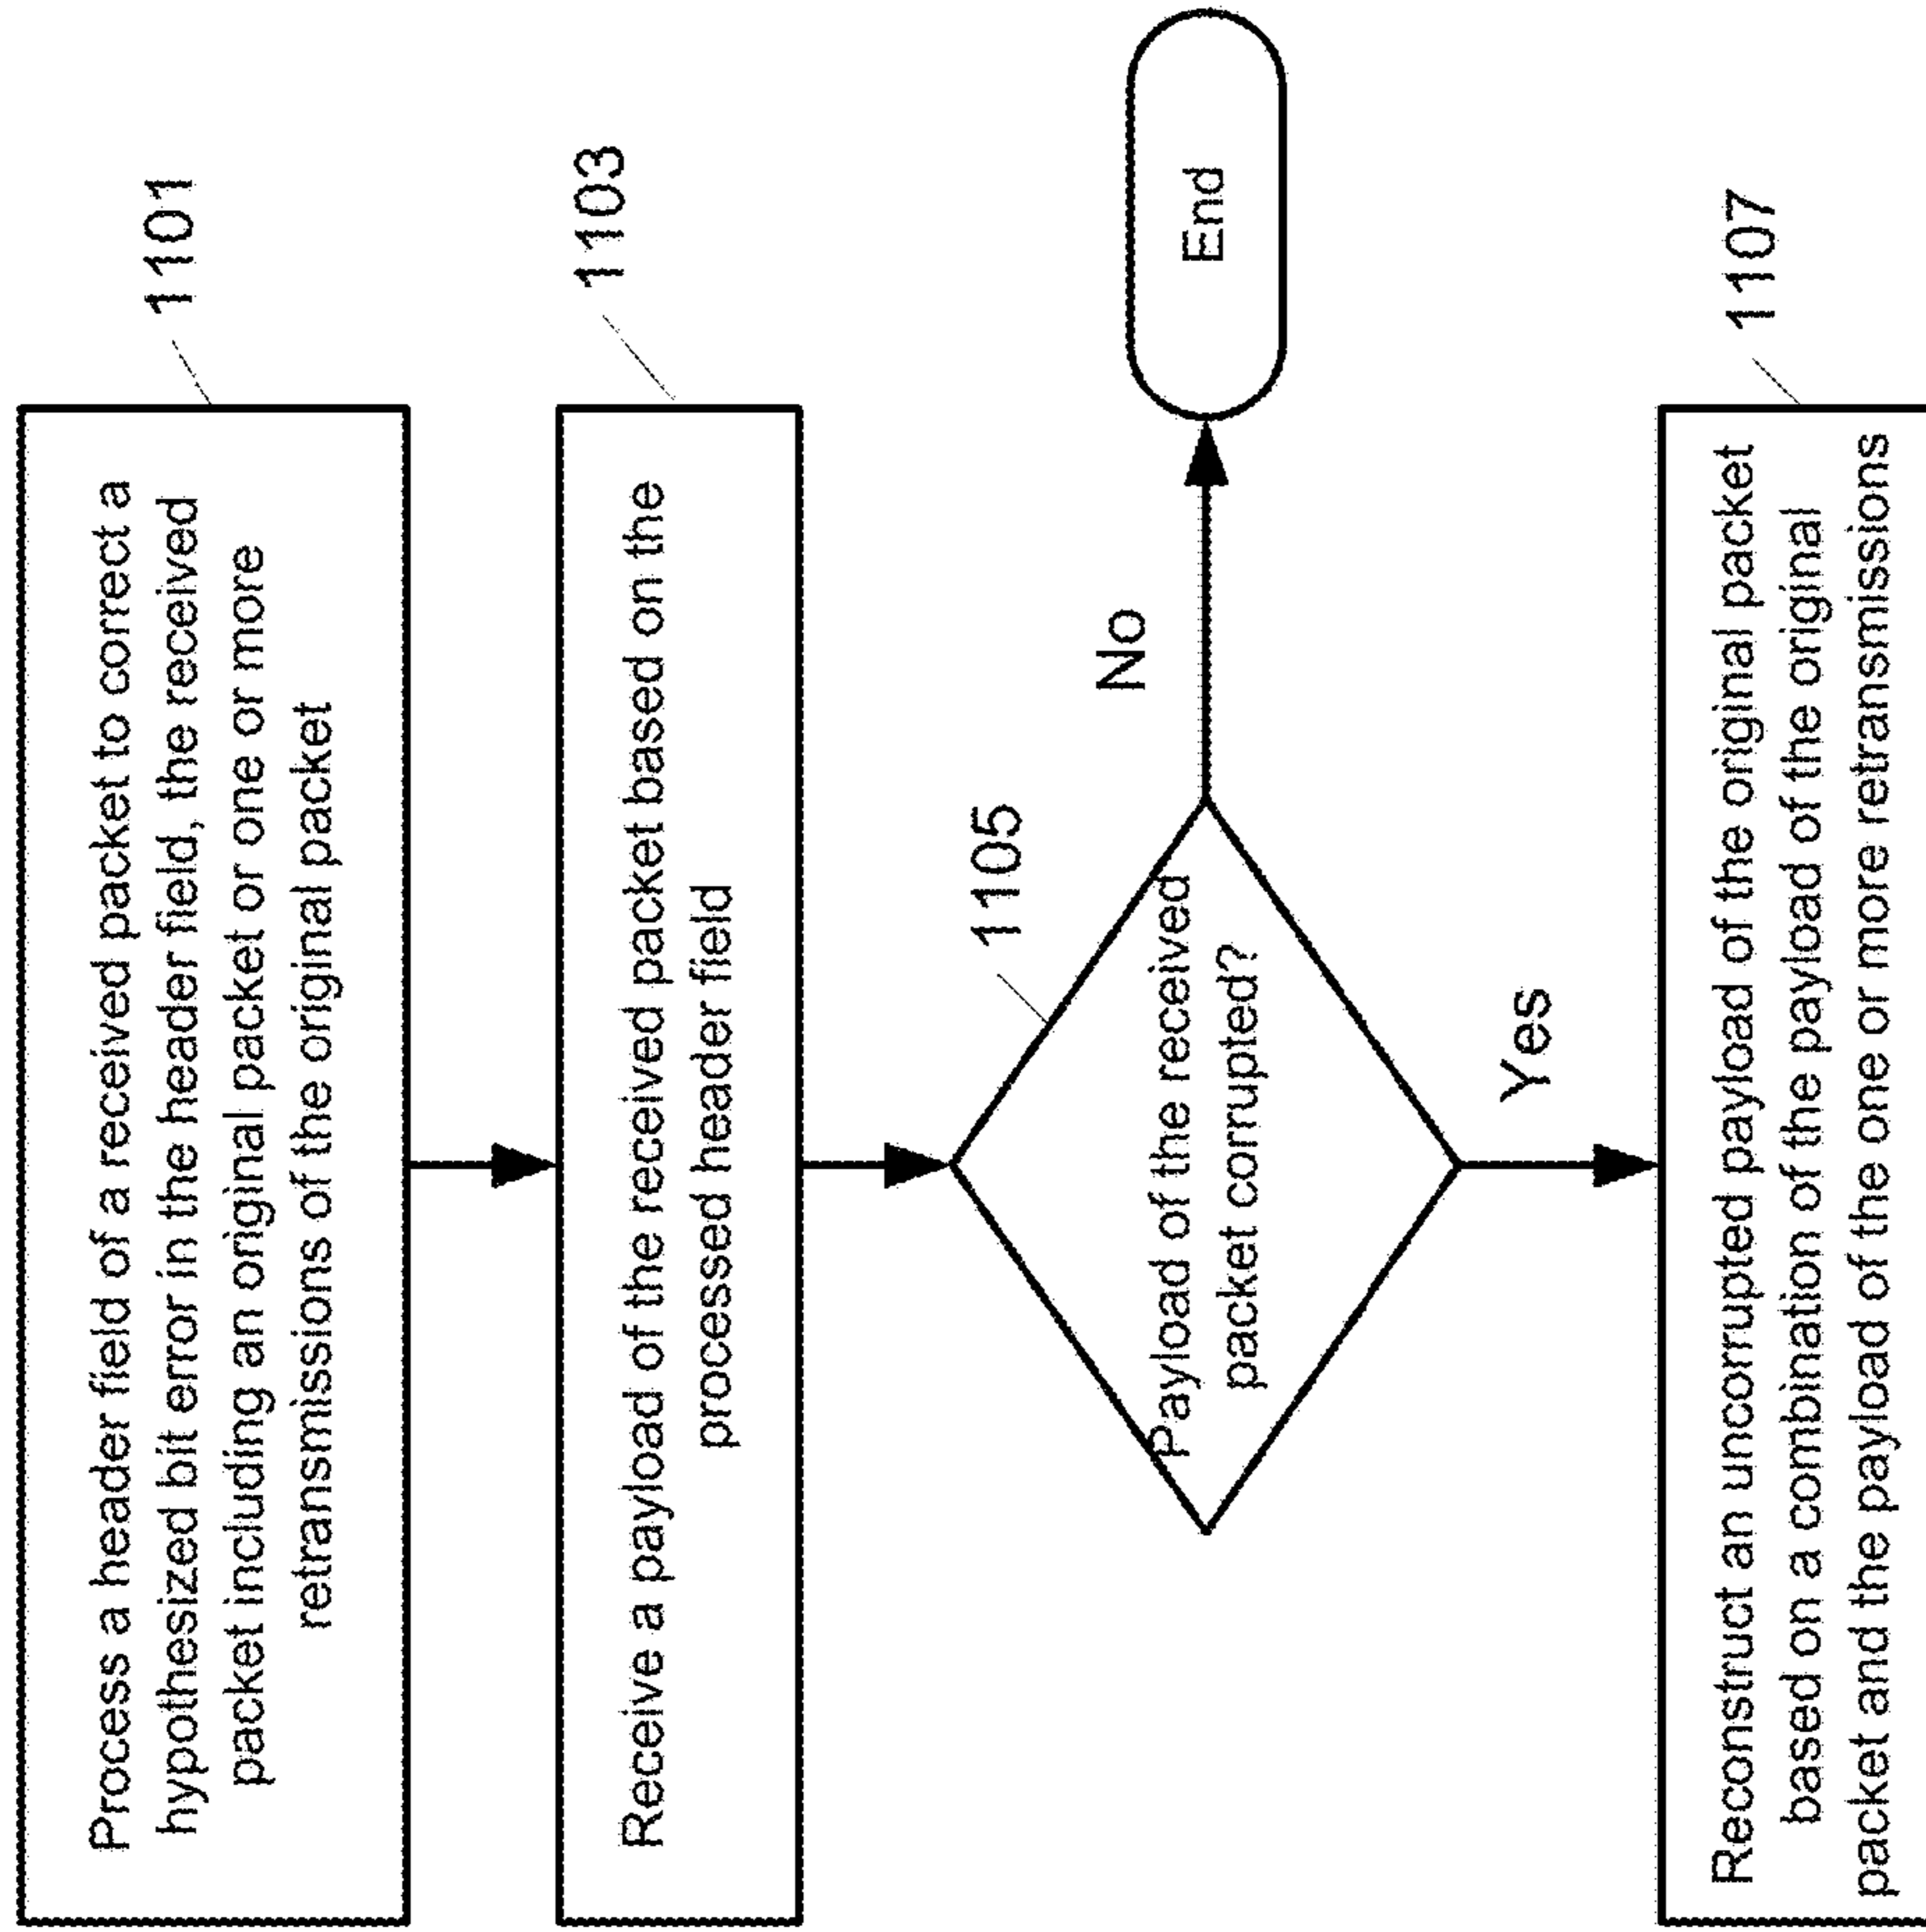 Process a header field of a received packet to correct a
hypothesized bit error in the header field, the received
packet including an original packet or one or more
retransmissions of the original packet
1101
Receive a payload of the received packet based on the
processed header field
1103
1105
Payload of the received
packet corrupted?
No
End
Yes
Reconstruct an uncorrupted payload of the original packet
based on a combination of the payload of the original
packet and the payload of the one or more retransmissions
1107